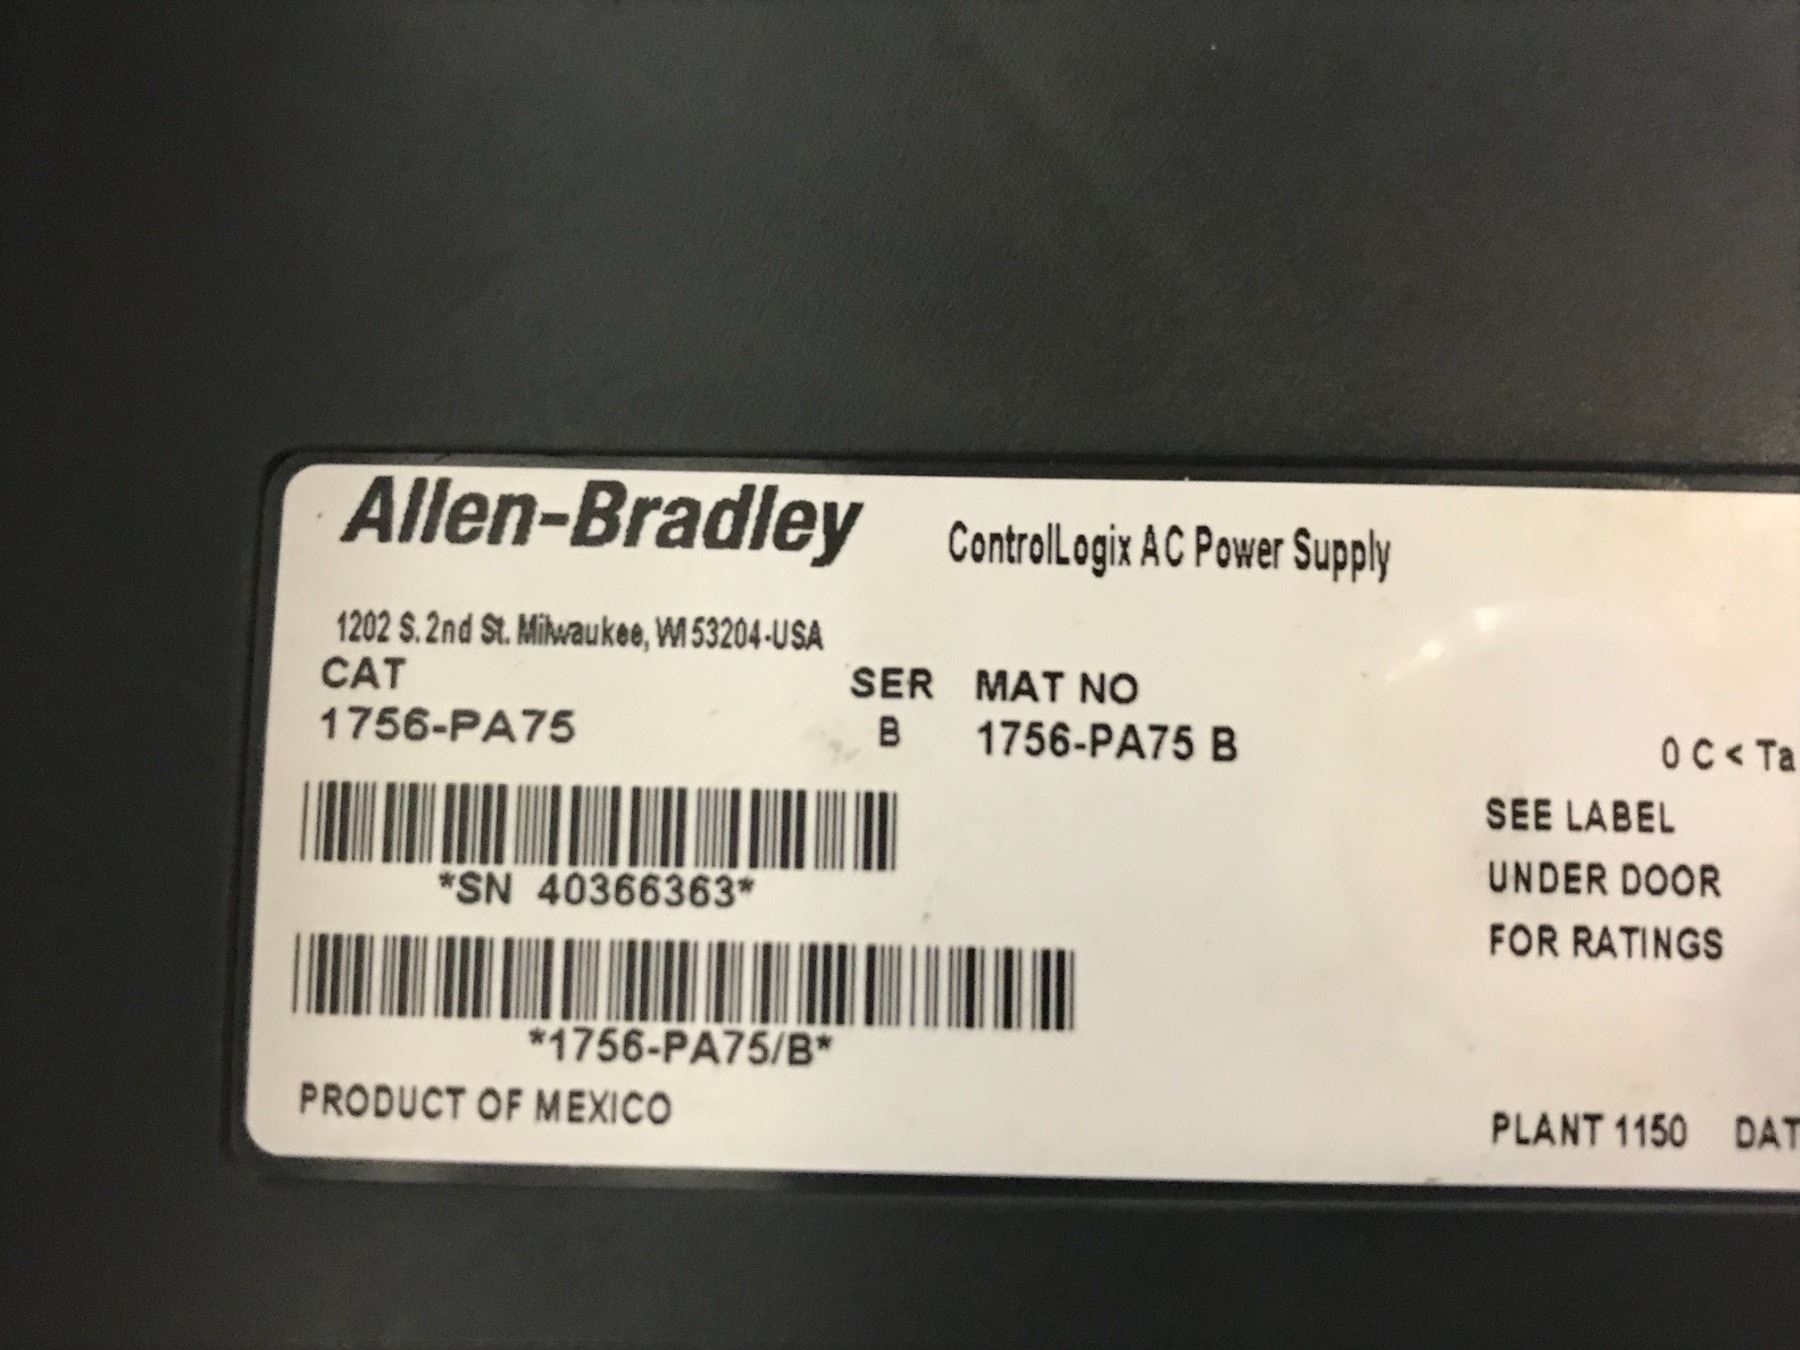 Allen-Bradley ControlLogix AC Power Supply
1202 S. 2nd St. Milwaukee, WI 53204-USA
CAT SER MAT NO
1756-PA75 B 1756-PA75 B
0 C < Ta
SEE LABEL
UNDER DOOR
FOR RATINGS
*SN 40366363*
*1756-PA75/B*
PRODUCT OF MEXICO
PLANT 1150 DAT